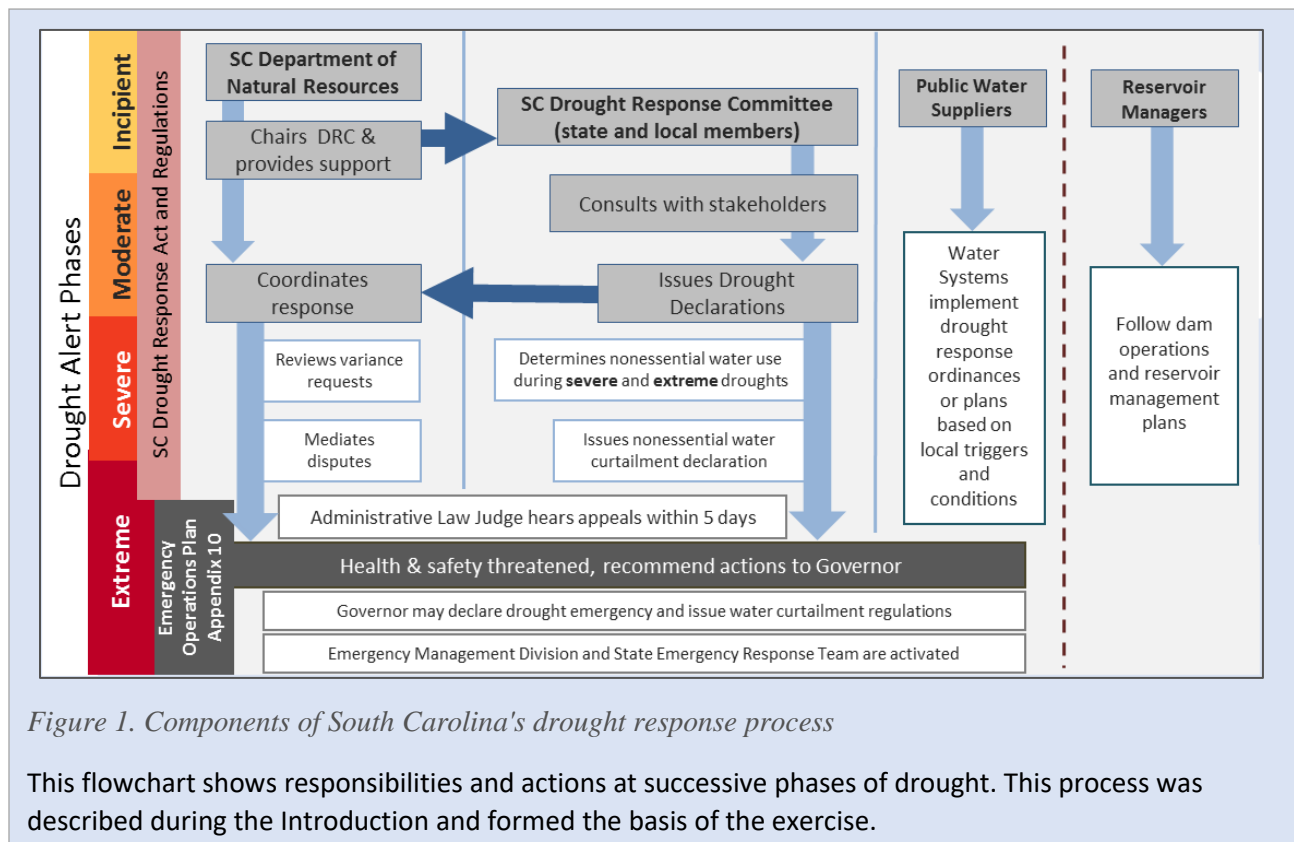 Drought Alert Phases
Incipient
Moderate
Severe
Extreme
SC Drought Response Act and Regulations
Emergency
Operations Plan
Appendix 10
SC Department of
Natural Resources
Chairs DRC &
provides support
Coordinates
response
Reviews variance
requests
Mediates
disputes
SC Drought Response Committee
(state and local members)
Consults with stakeholders
Issues Drought
Declarations
Determines nonessential water use
during severe and extreme droughts
Issues nonessential water
curtailment declaration
Administrative Law Judge hears appeals within 5 days
Health & safety threatened, recommend actions to Governor
Governor may declare drought emergency and issue water curtailment regulations
Emergency Management Division and State Emergency Response Team are activated
Public Water
Suppliers
Water
Systems
implement
drought
response
ordinances
or plans
based on
local triggers
and
conditions
Reservoir
Managers
Follow dam
operations
and reservoir
management
plans
Figure 1. Components of South Carolina's drought response process
This flowchart shows responsibilities and actions at successive phases of drought. This process was
described during the Introduction and formed the basis of the exercise.